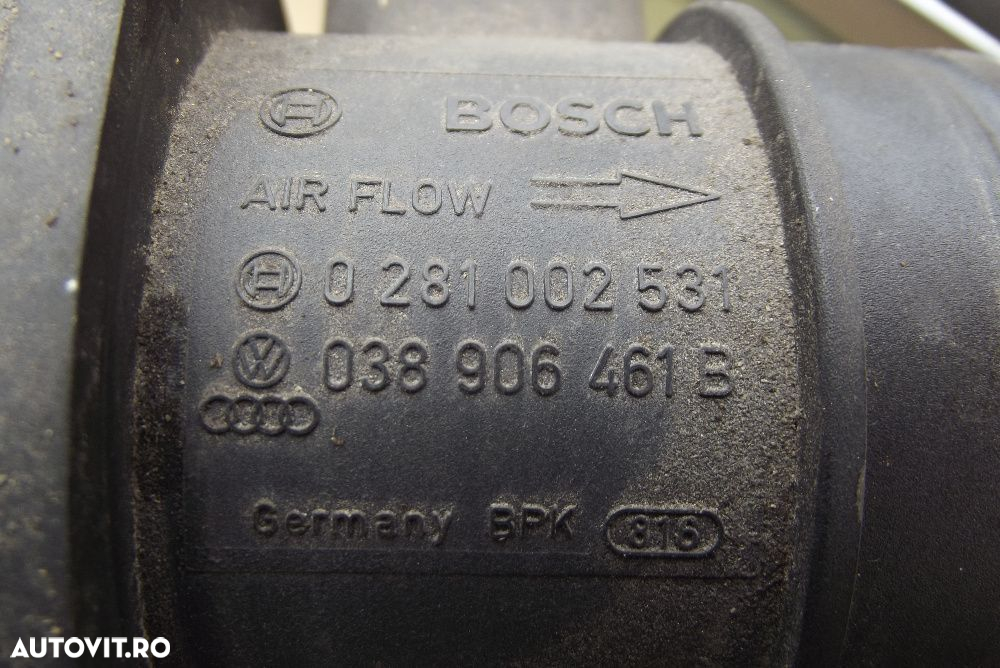 BOSCH
AIR FLOW
0 281 002 531
038 906 461 B
Germany BPK 816
AUTOVIT.RO